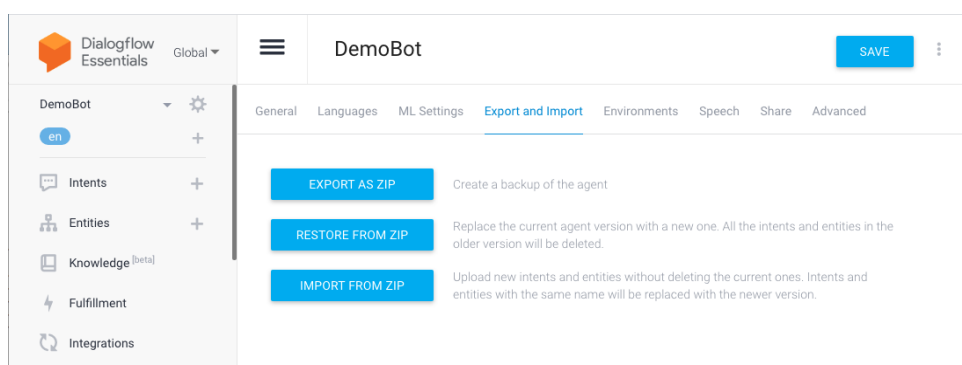 Dialogflow
Essentials
Global
DemoBot
SAVE
DemoBot
en
Intents
Entities
Knowledge [beta]
Fulfillment
Integrations
General Languages ML Settings Export and Import Environments Speech Share Advanced
EXPORT AS ZIP
Create a backup of the agent
RESTORE FROM ZIP
Replace the current agent version with a new one. All the intents and entities in the
older version will be deleted.
IMPORT FROM ZIP
Upload new intents and entities without deleting the current ones. Intents and
entities with the same name will be replaced with the newer version.